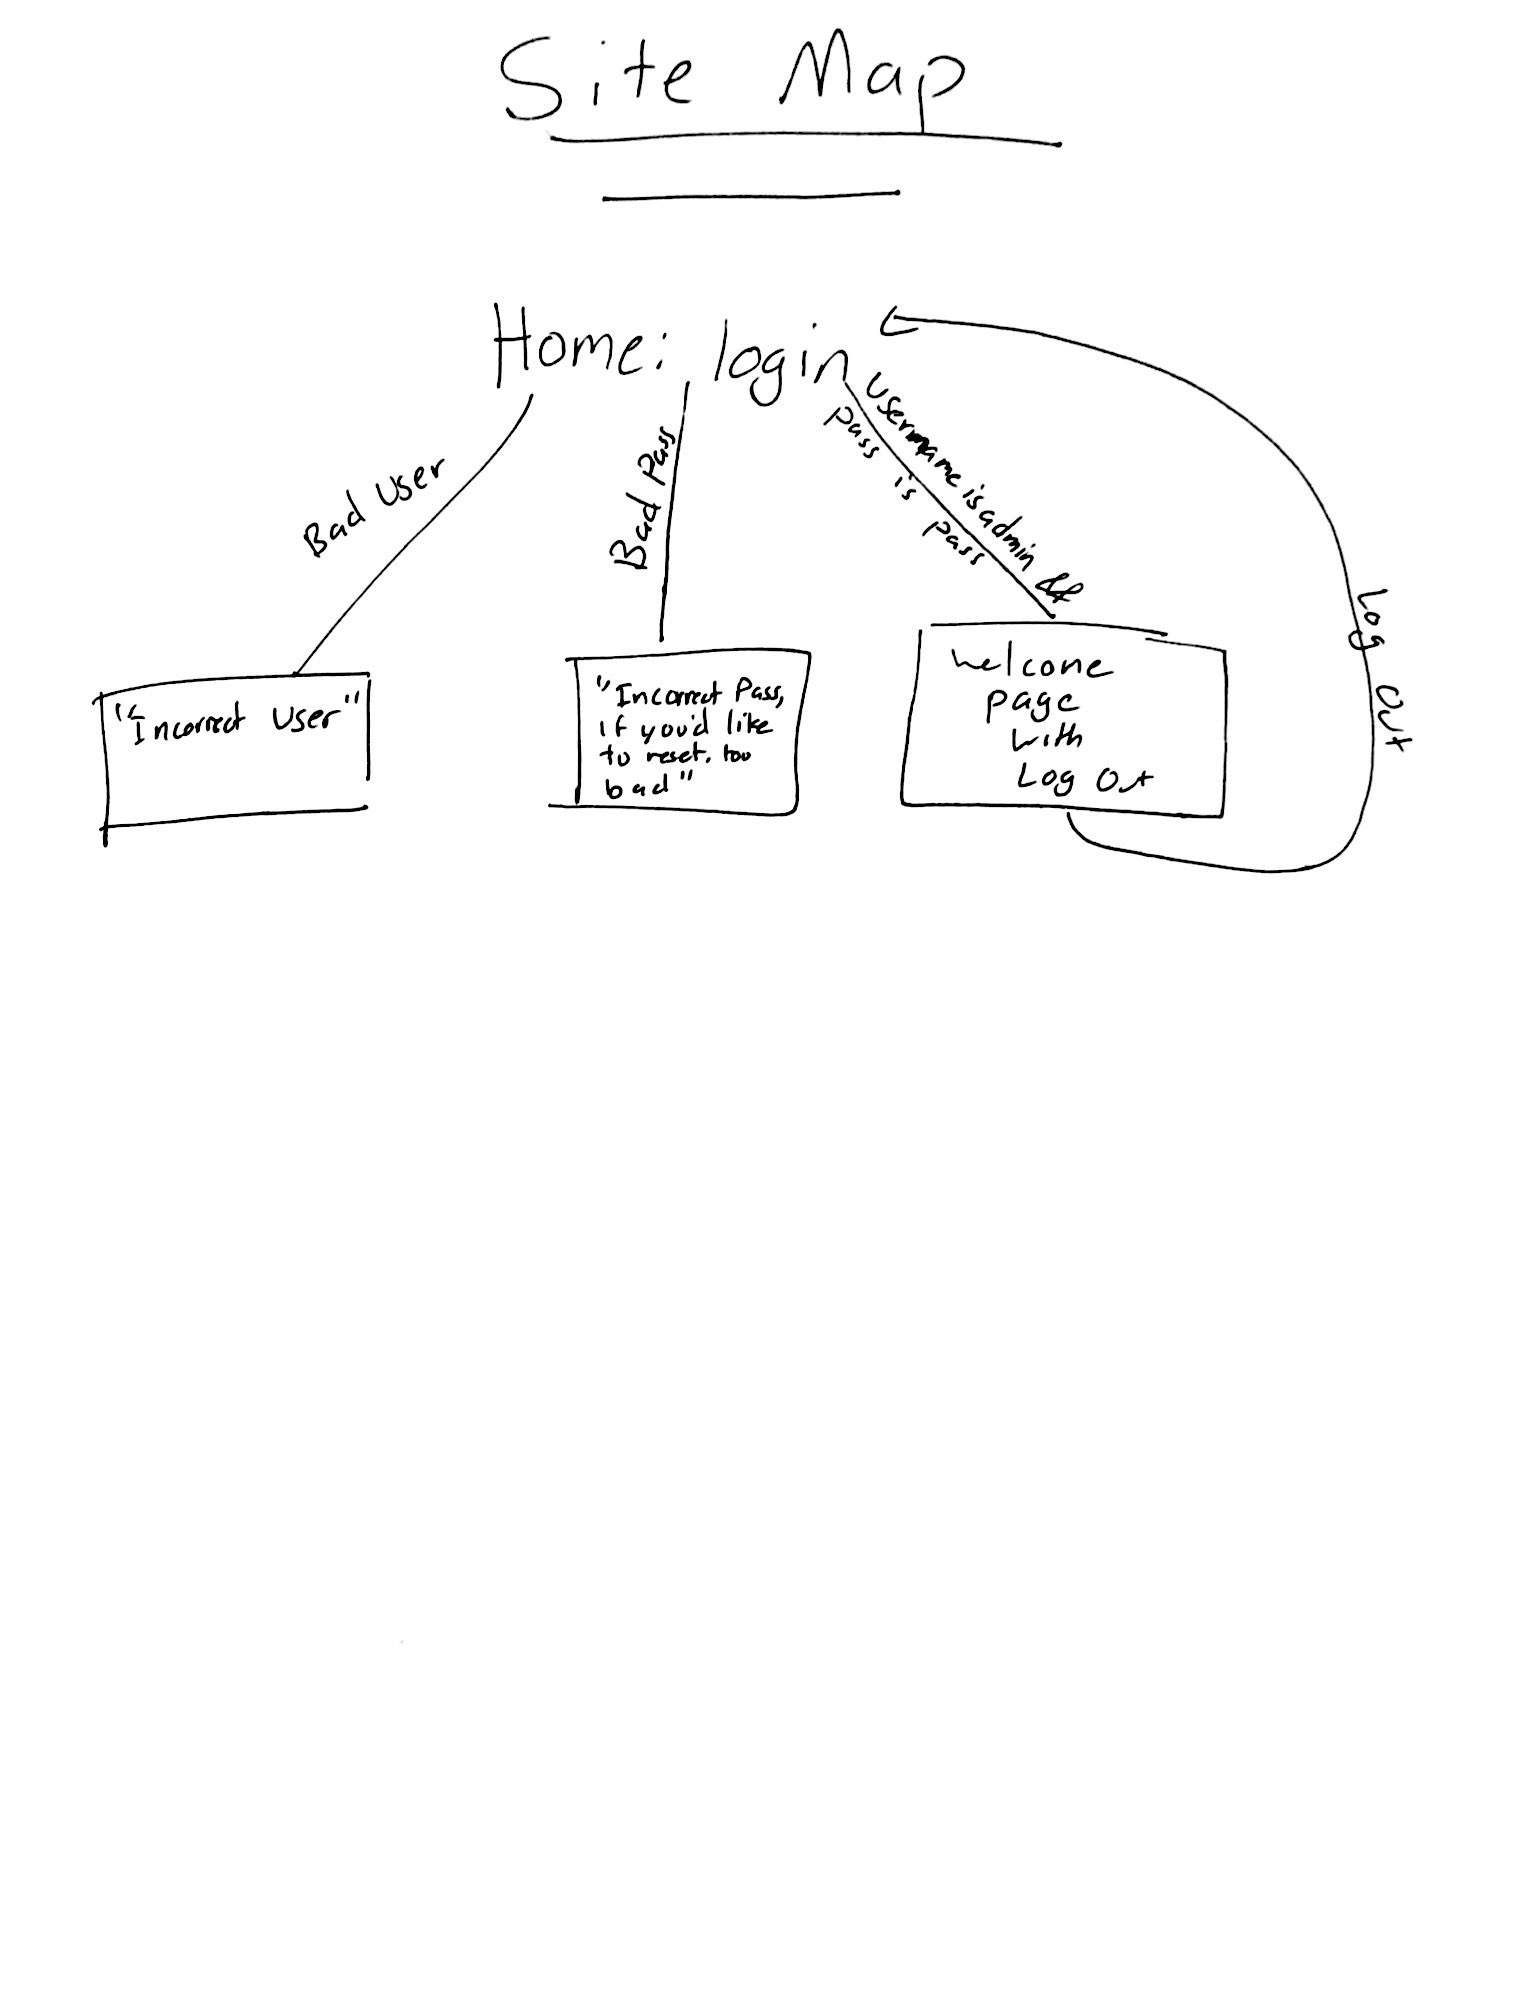 Site Map
Home: login
Bad User
Bad Pass
username is admin &&
pass is pass
Log Out
"Incorrect User"
"Incorrect Pass,
if you'd like
to reset, too
bad"
Welcome
page
with
Log Out